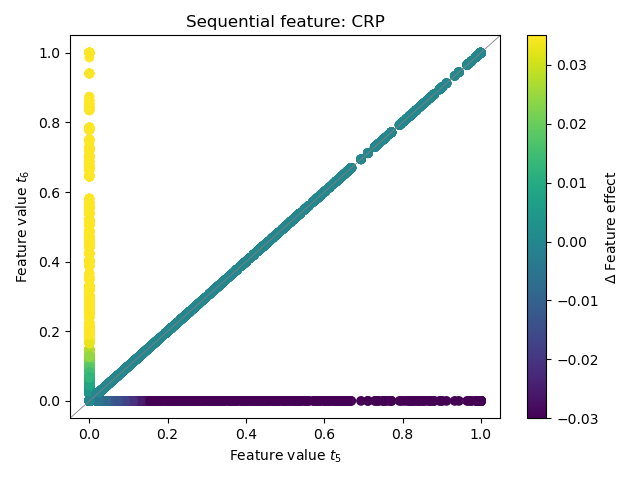 Sequential feature: CRP
Feature value t₆
1.0
0.8
0.6
0.4
0.2
0.0
0.0 0.2 0.4 0.6 0.8 1.0
Feature value t₅
0.03
0.02
0.01
0.00
−0.01
−0.02
−0.03
Δ Feature effect